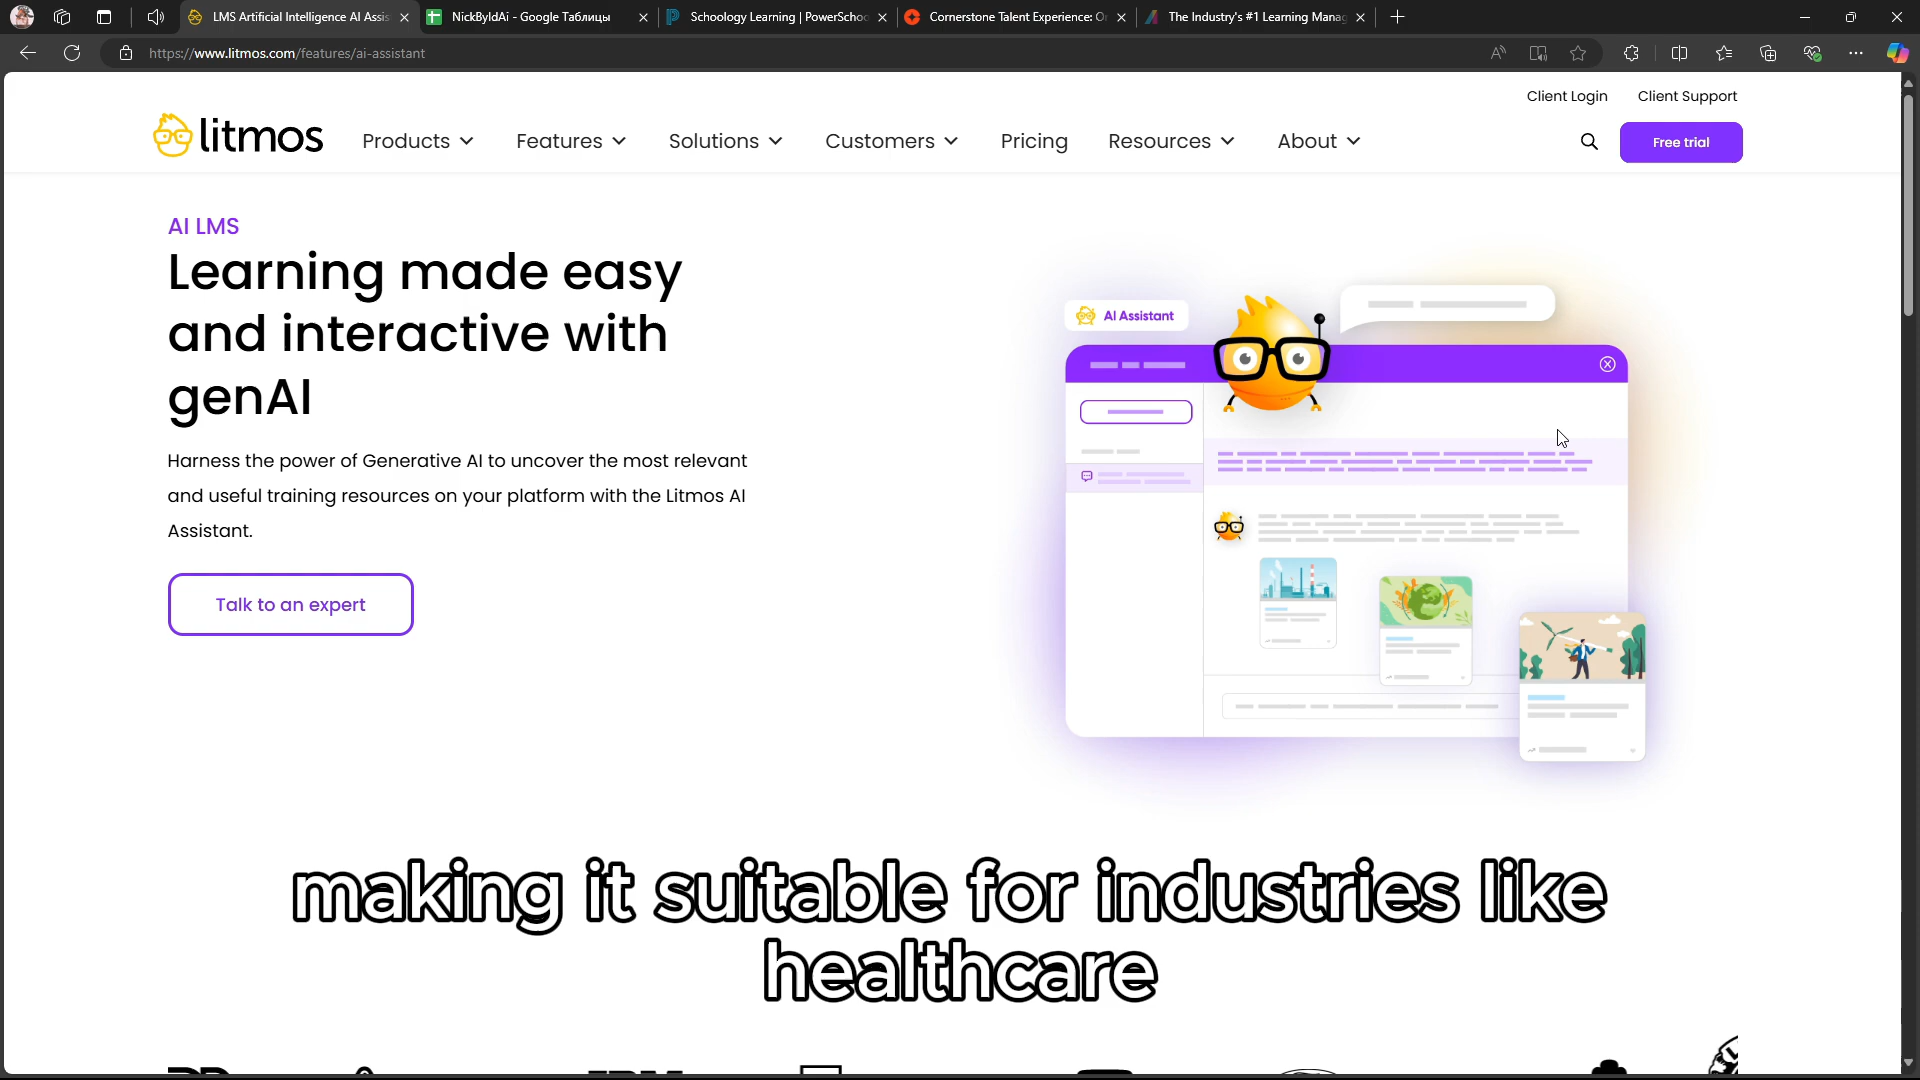 LMS Artificial Intelligence AI Assis
NickByIdAi - Google Таблицы
Schoology Learning | PowerSchoo
Cornerstone Talent Experience: O
The Industry's #1 Learning Manag
https://www.litmos.com/features/ai-assistant
Client Login
Client Support
litmos
Products
Features
Solutions
Customers
Pricing
Resources
About
Free trial
AI LMS
Learning made easy
and interactive with
genAI
Harness the power of Generative AI to uncover the most relevant
and useful training resources on your platform with the Litmos AI
Assistant.
Talk to an expert
AI Assistant
making it suitable for industries like
healthcare